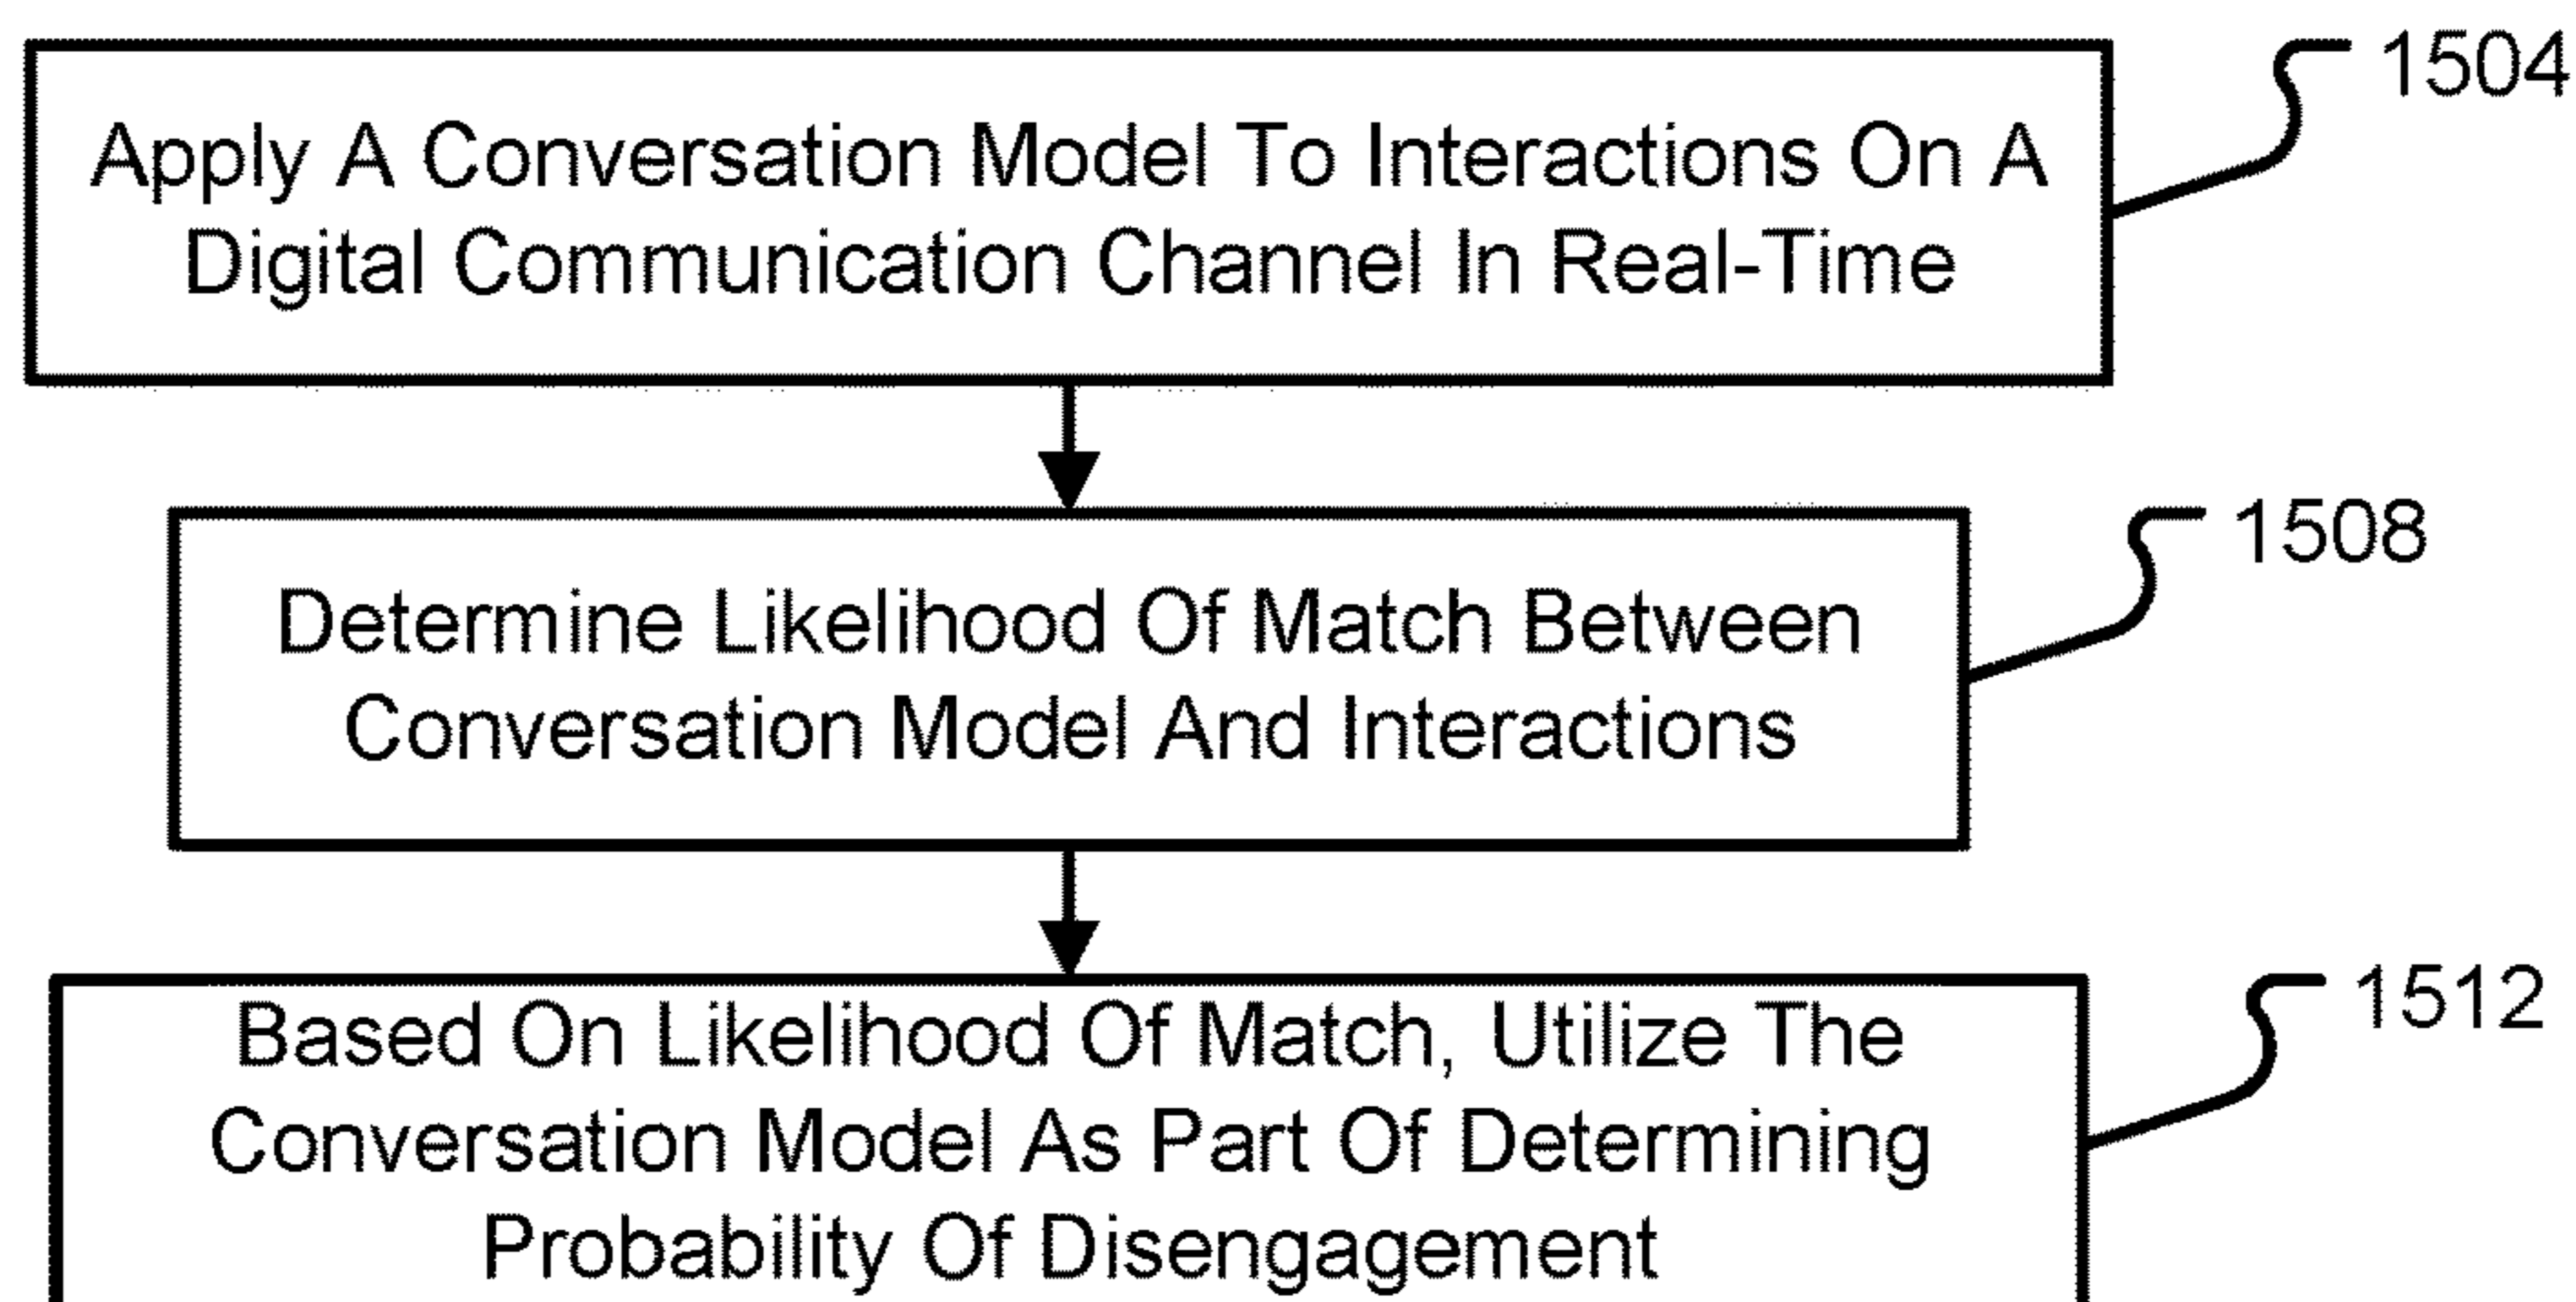 1504
Apply A Conversation Model To Interactions On A
Digital Communication Channel In Real-Time
1508
Determine Likelihood Of Match Between
Conversation Model And Interactions
1512
Based On Likelihood Of Match, Utilize The
Conversation Model As Part Of Determining
Probability Of Disengagement